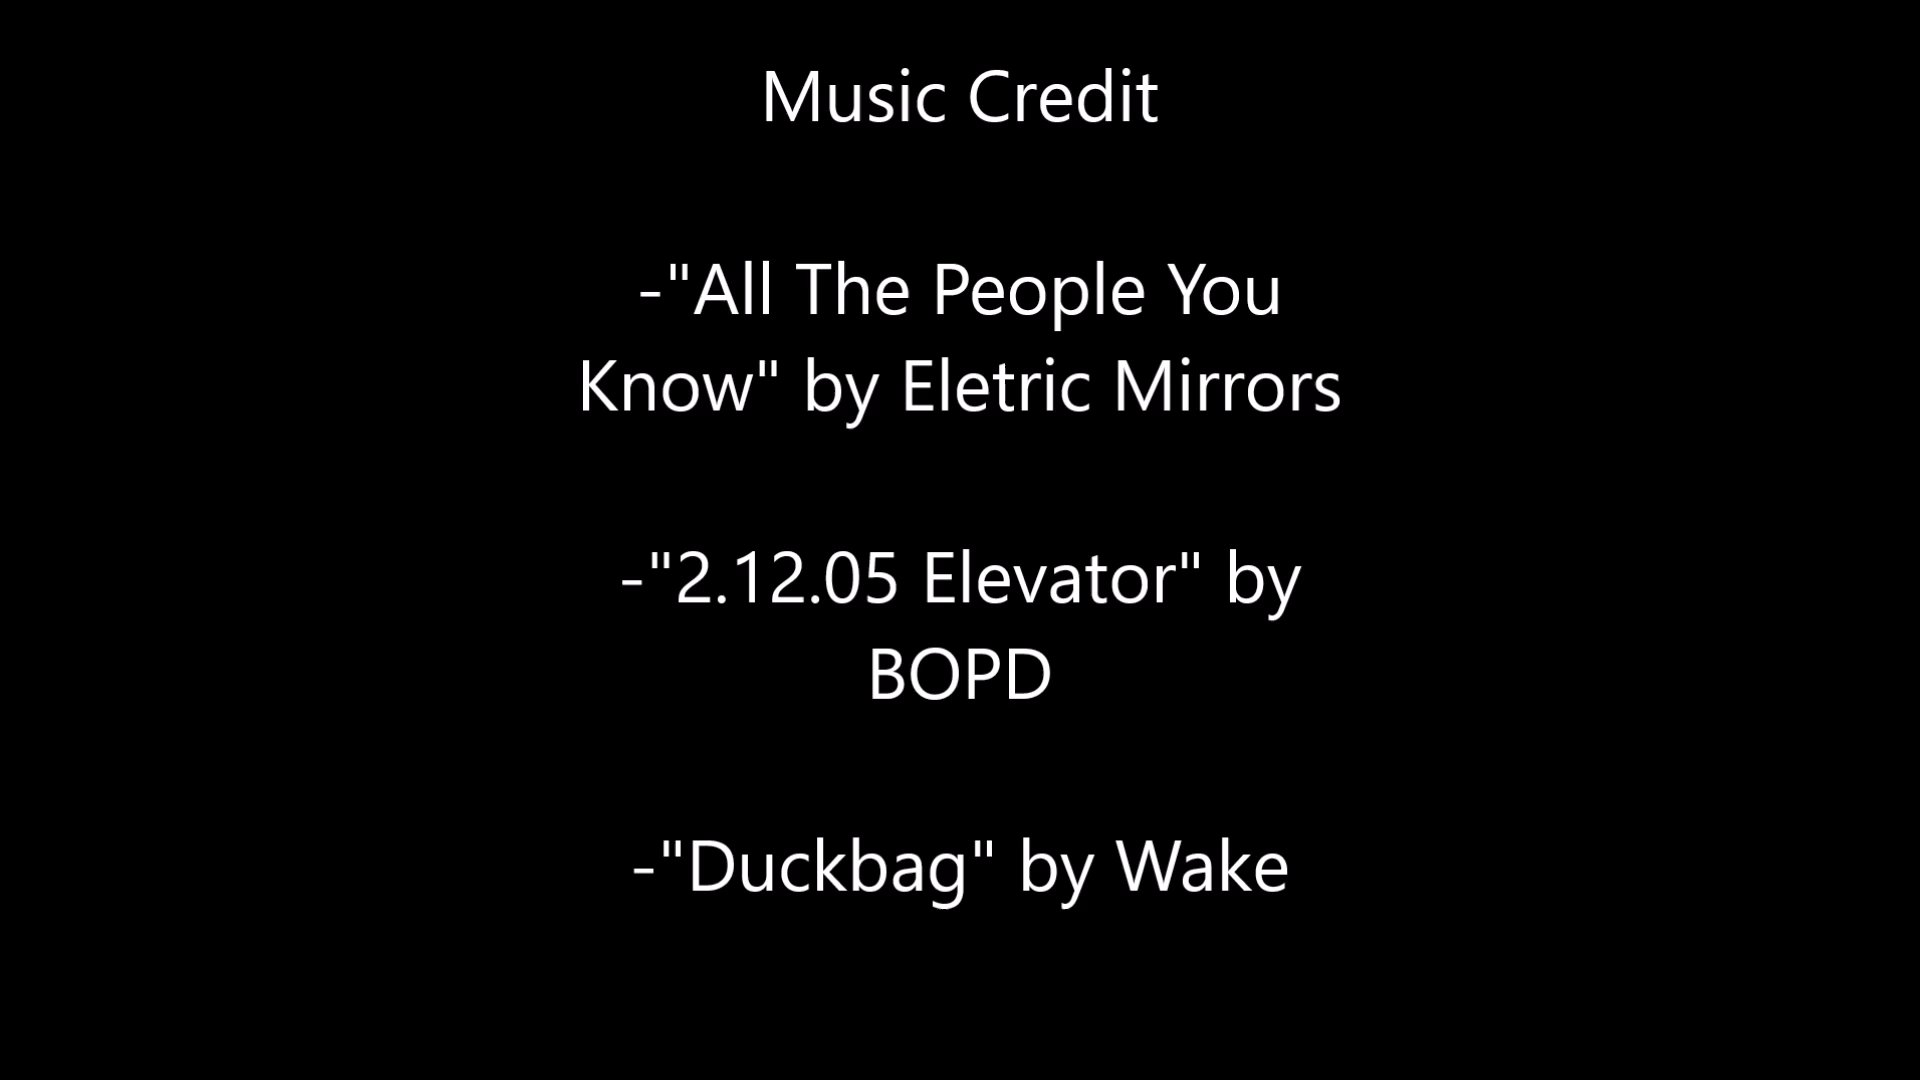 Music Credit
-"All The People You
Know" by Eletric Mirrors
-"2.12.05 Elevator" by
BOPD
-"Duckbag" by Wake